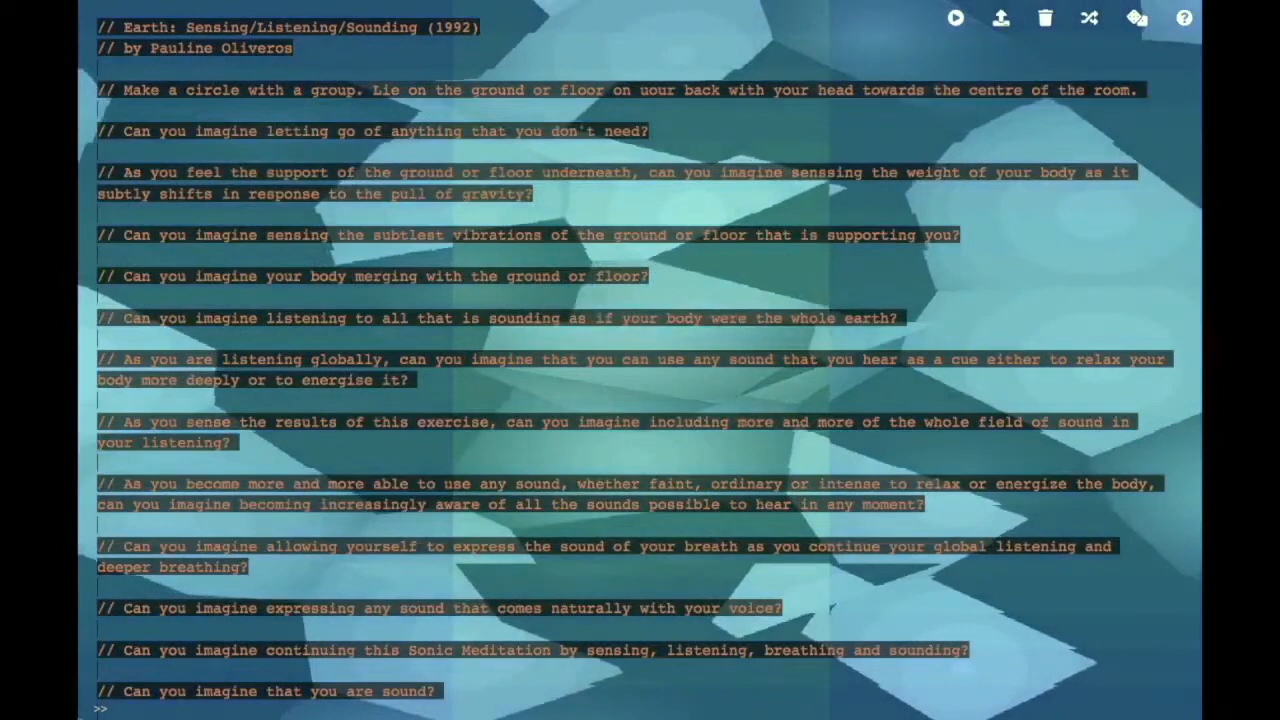 // Earth: Sensing/Listening/Sounding (1992)
// by Pauline Oliveros
// Make a circle with a group. Lie on the ground or floor on uour back with your head towards the centre of the room.
// Can you imagine letting go of anything that you don't need?
// As you feel the support of the ground or floor underneath, can you imagine senssing the weight of your body as it
subtly shifts in response to the pull of gravity?
// Can you imagine sensing the subtlest vibrations of the ground or floor that is supporting you?
// Can you imagine your body merging with the ground or floor?
// Can you imagine listening to all that is sounding as if your body were the whole earth?
// As you are listening globally, can you imagine that you can use any sound that you hear as a cue either to relax your
body more deeply or to energise it?
// As you sense the results of this exercise, can you imagine including more and more of the whole field of sound in
your listening?
// As you become more and more able to use any sound, whether faint, ordinary or intense to relax or energize the body,
can you imagine becoming increasingly aware of all the sounds possible to hear in any moment?
// Can you imagine allowing yourself to express the sound of your breath as you continue your global listening and
deeper breathing?
// Can you imagine expressing any sound that comes naturally with your voice?
// Can you imagine continuing this Sonic Meditation by sensing, listening, breathing and sounding?
// Can you imagine that you are sound?
>>